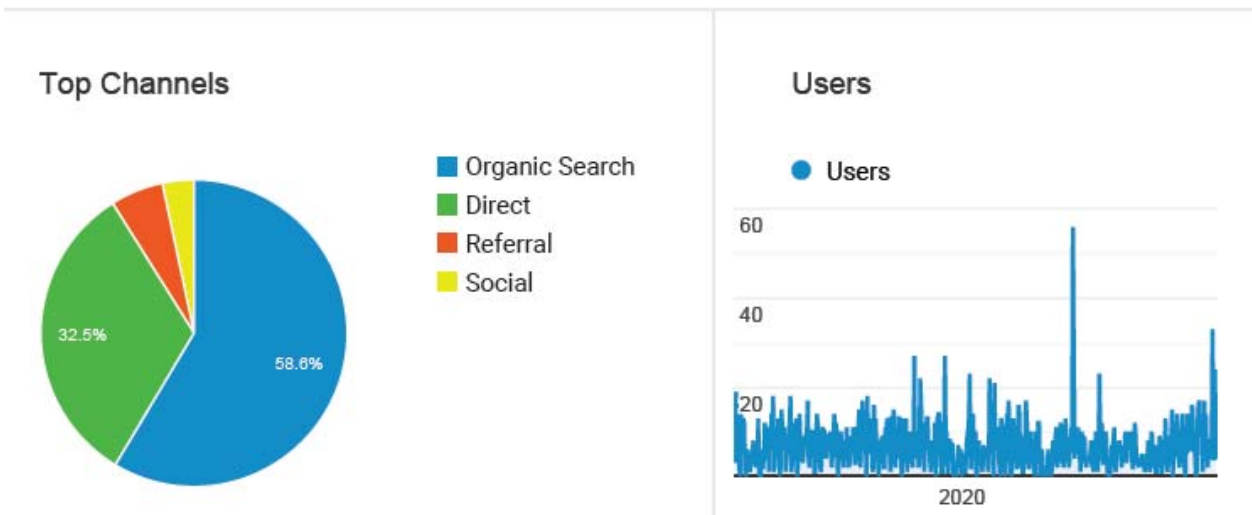 Top Channels
Organic Search
Direct
Referral
Social
32.5%
58.6%
Users
Users
60
40
20
2020